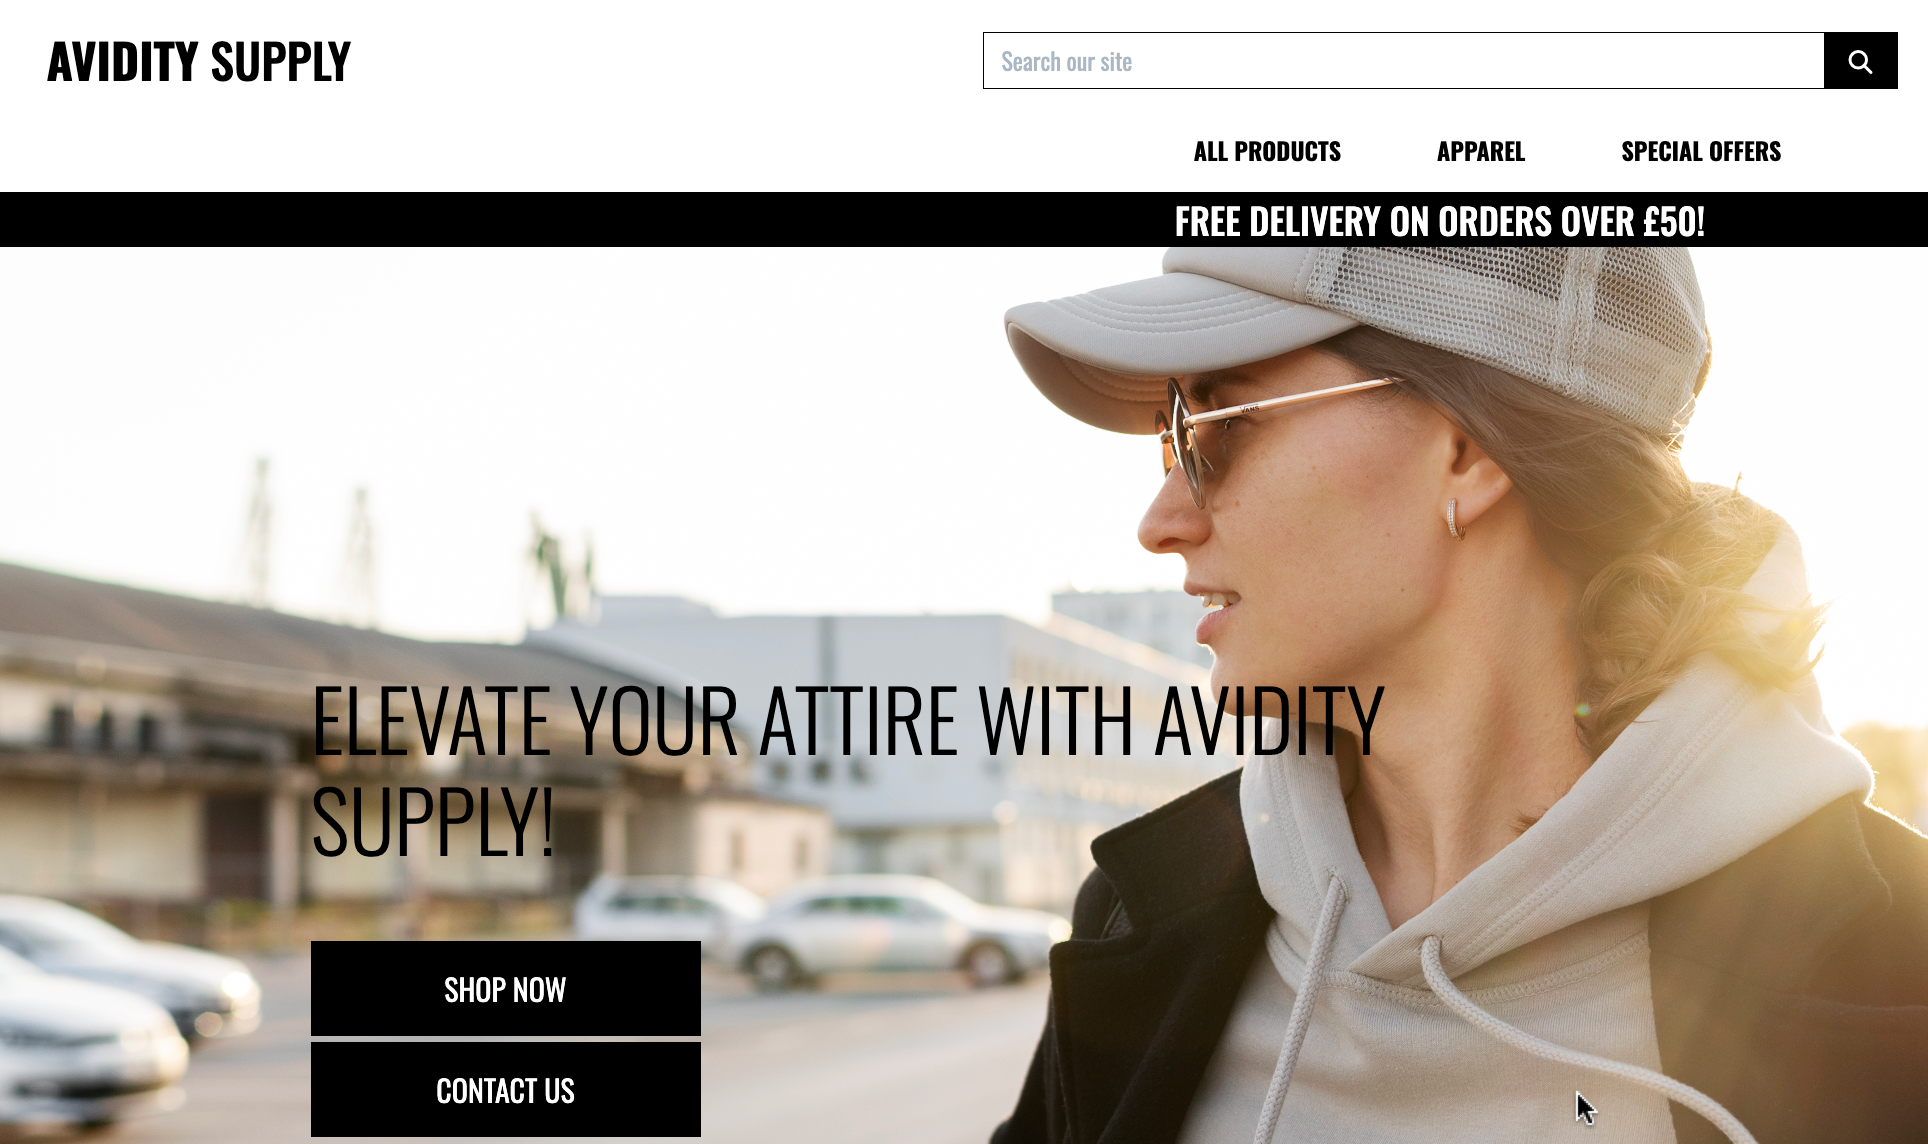 AVIDITY SUPPLY
Search our site
ALL PRODUCTS APPAREL SPECIAL OFFERS
FREE DELIVERY ON ORDERS OVER £50!
VANS
ELEVATE YOUR ATTIRE WITH AVIDITY
SUPPLY!
SHOP NOW
CONTACT US